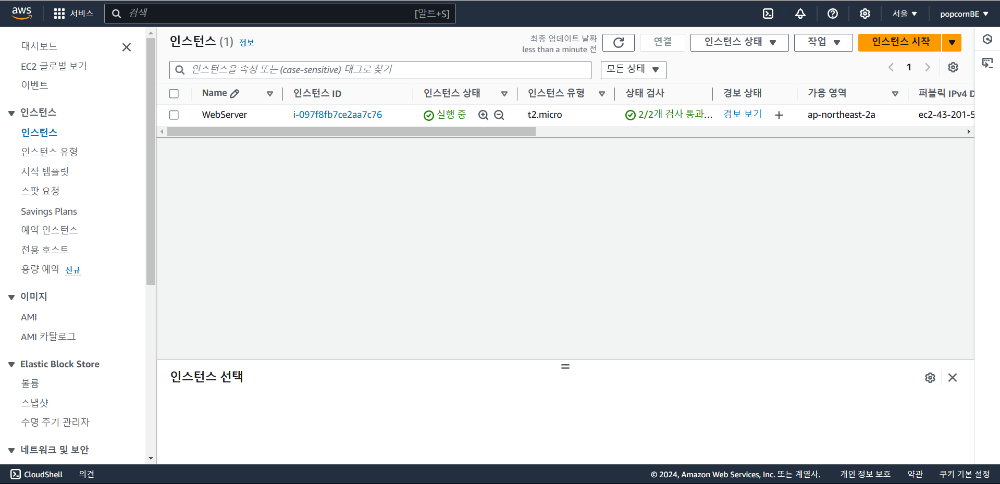 aws
서비스
검색
[알트+S]
서울
popcornBE
대시보드
EC2 글로벌 보기
이벤트
인스턴스
인스턴스
인스턴스 유형
시작 템플릿
스팟 요청
Savings Plans
예약 인스턴스
전용 호스트
용량 예약 신규
이미지
AMI
AMI 카탈로그
Elastic Block Store
볼륨
스냅샷
수명 주기 관리자
네트워크 및 보안
인스턴스 (1) 정보
최종 업데이트 날짜
less than a minute 전
연결
인스턴스 상태
작업
인스턴스 시작
인스턴스을 속성 또는 (case-sensitive) 태그로 찾기
모든 상태
1
Name 인스턴스 ID 인스턴스 상태 인스턴스 유형 상태 검사 경보 상태 가용 영역 퍼블릭 IPv4 D
WebServer i-097f8fb7ce2aa7c76 실행 중 t2.micro 2/2개 검사 통과... 경보 보기 + ap-northeast-2a ec2-43-201-5
인스턴스 선택
CloudShell
의견
© 2024, Amazon Web Services, Inc. 또는 계열사.
개인 정보 보호
약관
쿠키 기본 설정